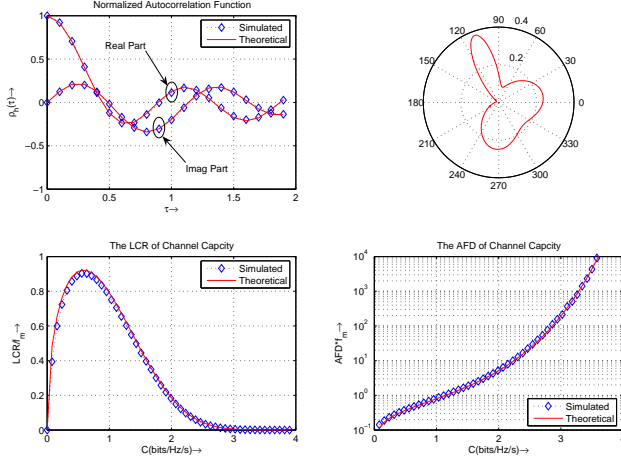 Normalized Autocorrelation Function
1
0.5
0
−0.5
−1
0
0.5
1
1.5
2
ρh(τ)→
τ→
Real Part
Imag Part
Simulated
Theoretical
90
0.4
60
0.2
30
0
330
300
270
240
210
180
150
120
The LCR of Channel Capcity
1
0.8
0.6
0.4
0.2
0
0
1
2
3
4
LCR/fm→
C(bits/Hz/s)→
Simulated
Theoretical
The AFD of Channel Capcity
10^4
10^3
10^2
10^1
10^0
10^-1
0
1
2
3
4
AFD*fm→
C(bits/Hz/s)→
Simulated
Theoretical